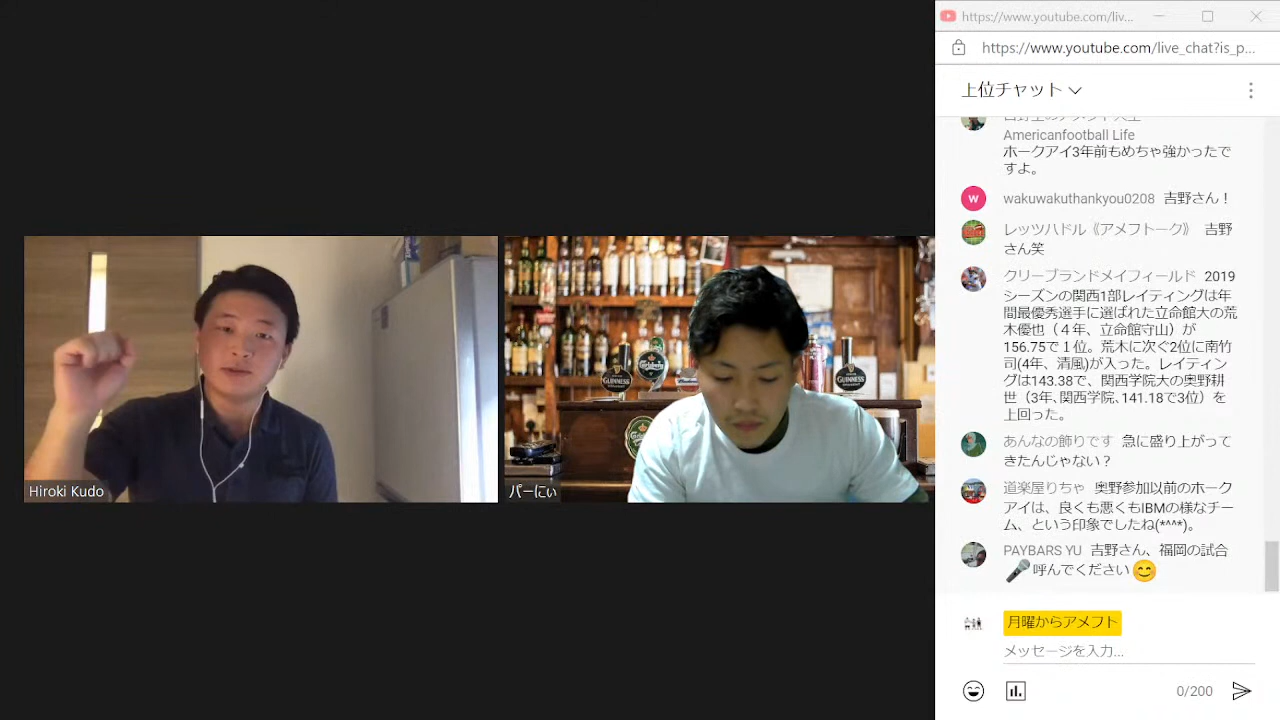 https://www.youtube.com/liv...
https://www.youtube.com/live_chat?is_p...
上位チャット
Americanfootball Life
ホークアイ3年前もめちゃ強かったで
すよ。
W
wakuwakuthankyou0208 吉野さん！
レッツハドル《アメフトーク》 吉野
さん笑
クリーブランドメイフィールド 2019
シーズンの関西1部レイティングは年
間最優秀選手に選ばれた立命館大の荒
木優也（４年、立命館守山）が
156.75で１位。荒木に次ぐ2位に南竹
司(4年、清風)が入った。レイティン
グは143.38で、関西学院大の奥野耕
世（3年､関西学院､141.18で3位）を
上回った。
あんなの飾りです 急に盛り上がって
きたんじゃない？
道楽屋りちゃ 奥野参加以前のホーク
アイは、良くも悪くもIBMの様なチー
ム、という印象でしたね(*^^*)。
PAYBARS YU 吉野さん、福岡の試合
🎤呼んでください😊
月曜からアメフト
メッセージを入力...
0/200
Hiroki Kudo
パーにぃ
GUINNESS
Carlsberg
GUINNESS